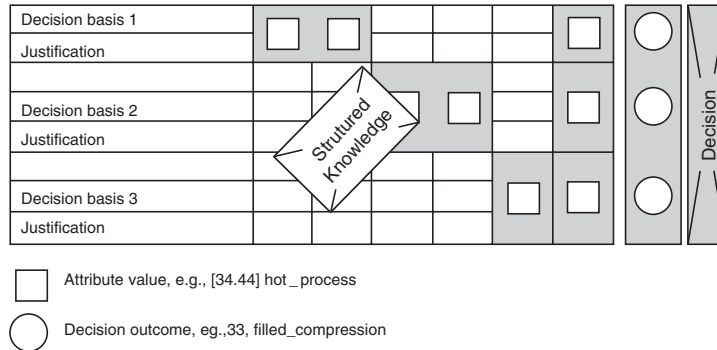 Decision basis 1
Justification
Decision basis 2
Justification
Decision basis 3
Justification
Strutured
Knowledge
Decision
Attribute value, e.g., [34.44] hot_process
Decision outcome, eg.,33, filled_compression